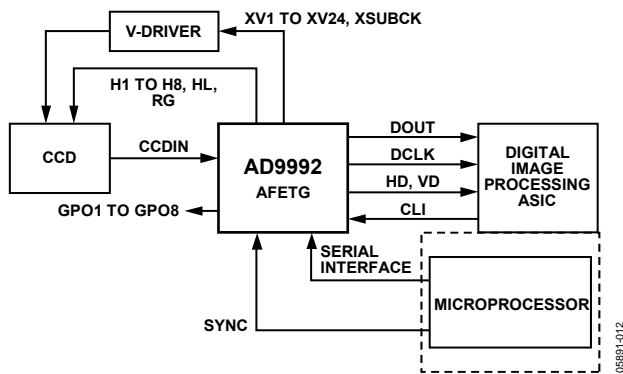 XV1 TO XV24, XSUBCK
V-DRIVER
H1 TO H8, HL,
RG
CCD
CCDIN
AD9992
AFETG
DOUT
DCLK
HD, VD
CLI
DIGITAL
IMAGE
PROCESSING
ASIC
GPO1 TO GPO8
SERIAL
INTERFACE
MICROPROCESSOR
SYNC
05891-012